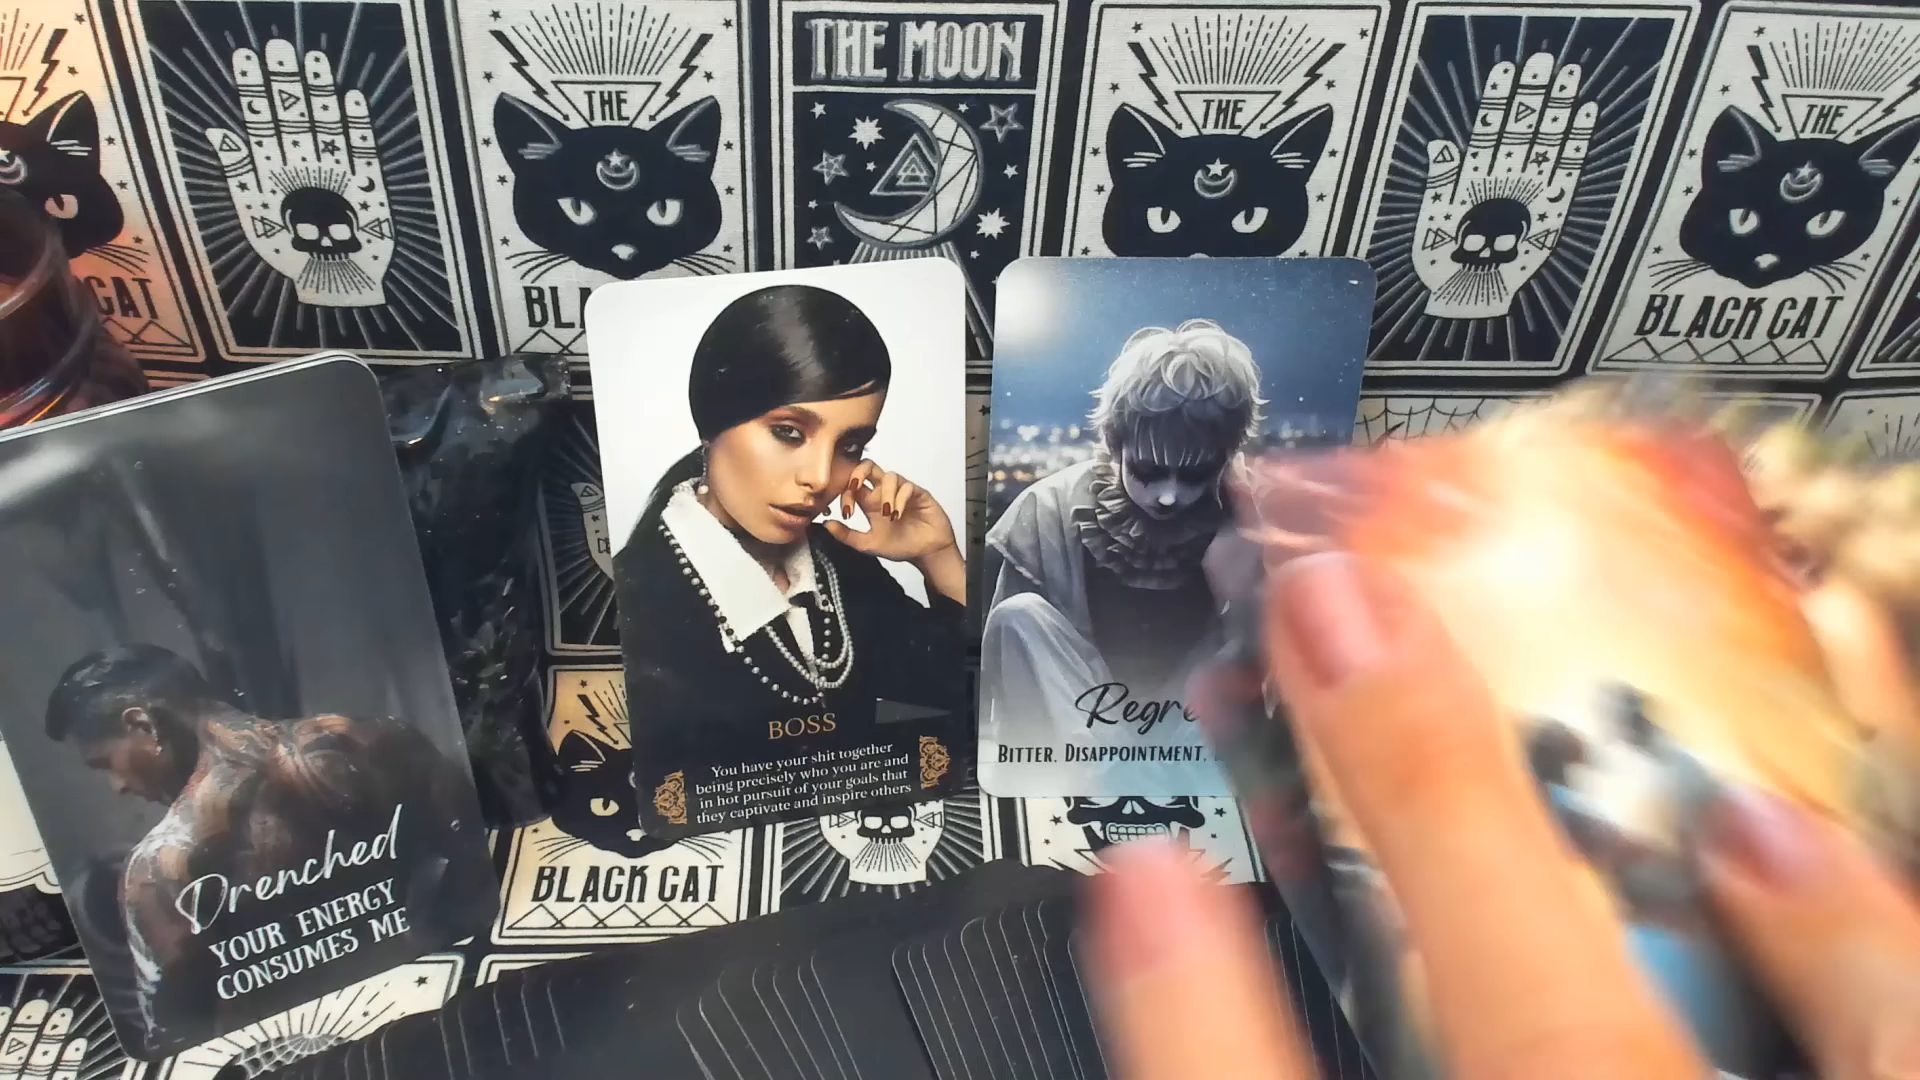 THE
THE MOON
THE
THE
CAT
BLACK CAT
Drenched
YOUR ENERGY
CONSUMES ME
BOSS
You have your shit together
being precisely who you are and
in hot pursuit of your goals that
they captivate and inspire others
BITTER, DISAPPOINTMENT,
BLACK CAT